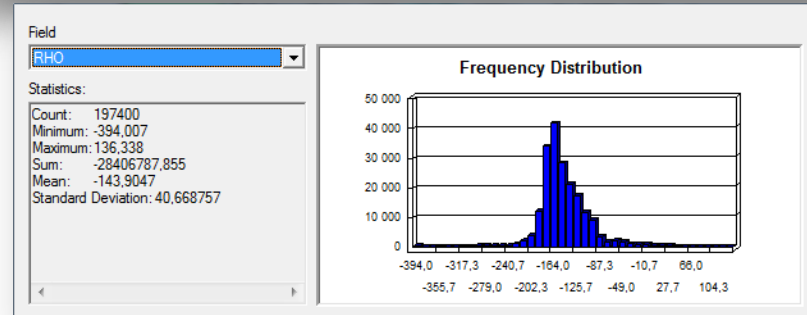 Field
RHO
Statistics:
Count: 197400
Minimum: -394,007
Maximum: 136,338
Sum: -28406787,855
Mean: -143,9047
Standard Deviation: 40,668757
Frequency Distribution
50 000
40 000
30 000
20 000
10 000
0
-394,0 -317,3 -240,7 -164,0 -87,3 -10,7 66,0
-355,7 -279,0 -202,3 -125,7 -49,0 27,7 104,3